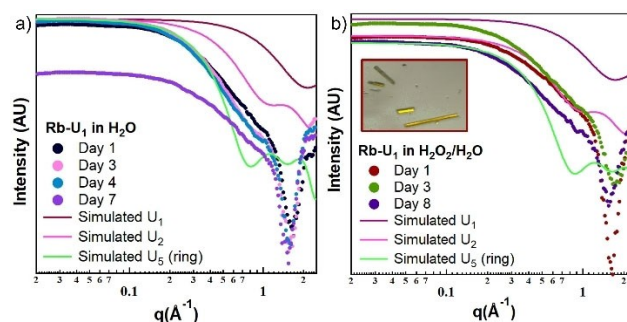 a)
Intensity (AU)
Rb-U₁ in H₂O
Day 1
Day 3
Day 4
Day 7
Simulated U₁
Simulated U₂
Simulated U₅ (ring)
2 3 4 5 6 7 0.1 2 3 4 5 6 7 1 2
q(Å⁻¹)
b)
Intensity (AU)
Rb-U₁ in H₂O₂/H₂O
Day 1
Day 3
Day 8
Simulated U₁
Simulated U₂
Simulated U₅ (ring)
2 3 4 5 6 7 0.1 2 3 4 5 6 7 1 2
q(Å⁻¹)